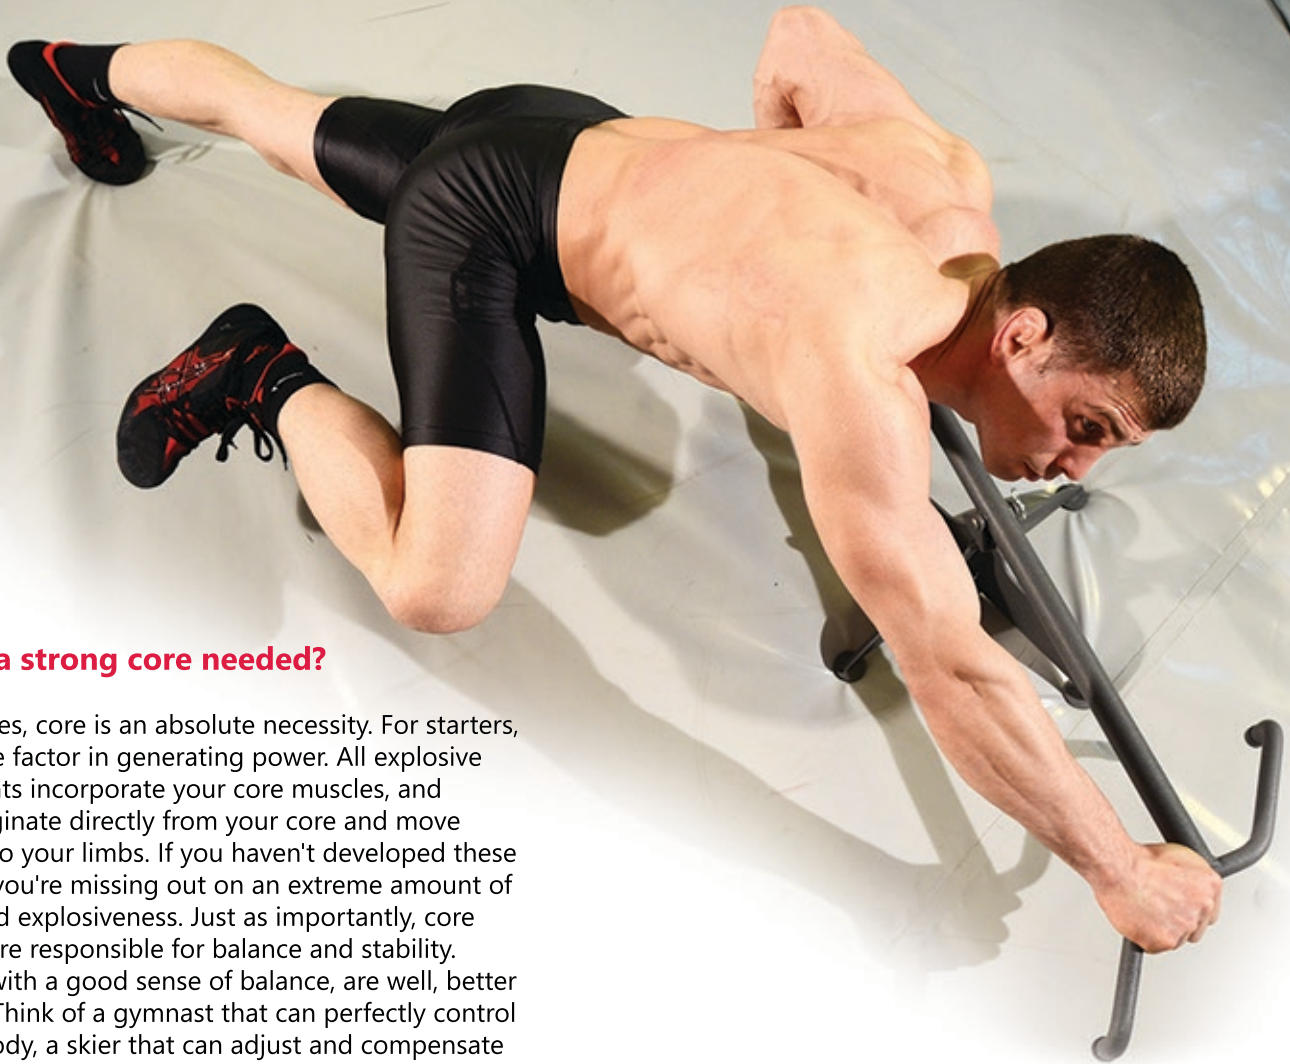 a strong core needed?
es, core is an absolute necessity. For starters,
e factor in generating power. All explosive
ts incorporate your core muscles, and
ginate directly from your core and move
o your limbs. If you haven't developed these
you're missing out on an extreme amount of
d explosiveness. Just as importantly, core
re responsible for balance and stability.
with a good sense of balance, are well, better
Think of a gymnast that can perfectly control
ody, a skier that can adjust and compensate